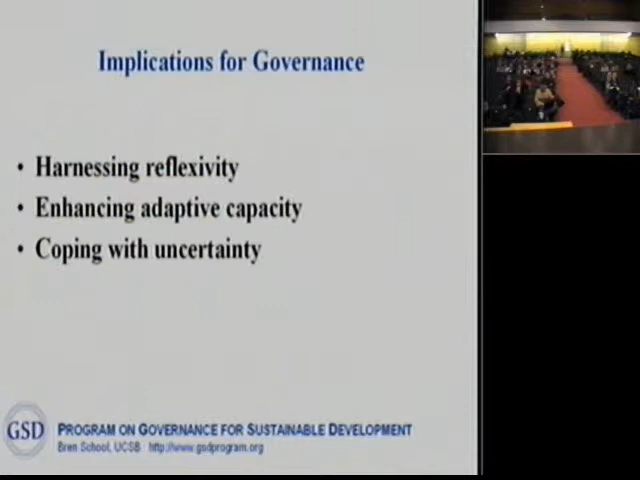 Implications for Governance
• Harnessing reflexivity
• Enhancing adaptive capacity
• Coping with uncertainty
GSD
PROGRAM ON GOVERNANCE FOR SUSTAINABLE DEVELOPMENT
Bren School, UCSB http://www.gsdprogram.org